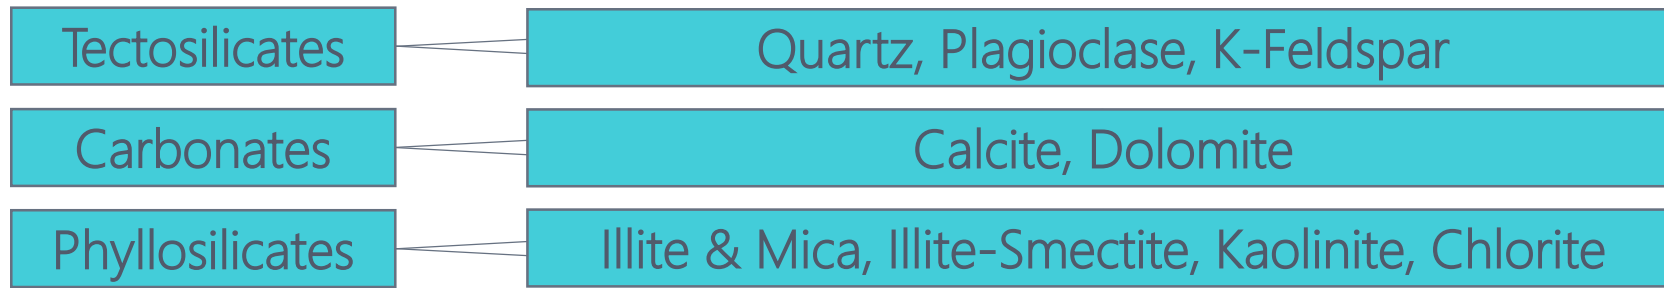 Tectosilicates
Quartz, Plagioclase, K-Feldspar
Carbonates
Calcite, Dolomite
Phyllosilicates
Illite & Mica, Illite-Smectite, Kaolinite, Chlorite